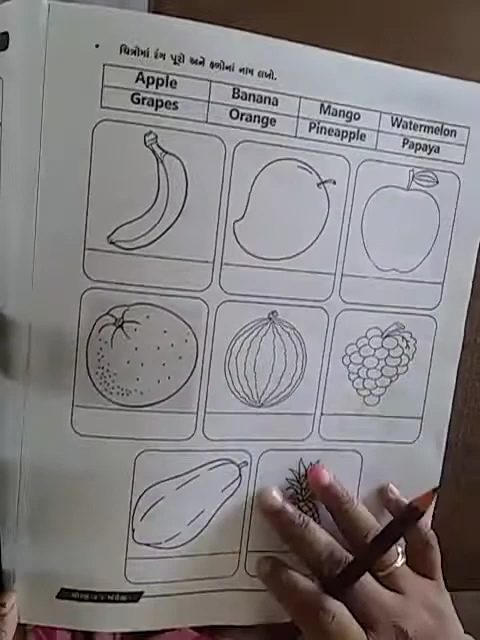 • ચિત્રોમાં રંગ પૂરો અને ફળોનાં નામ લખો.
Apple Banana Mango Watermelon
Grapes Orange Pineapple Papaya